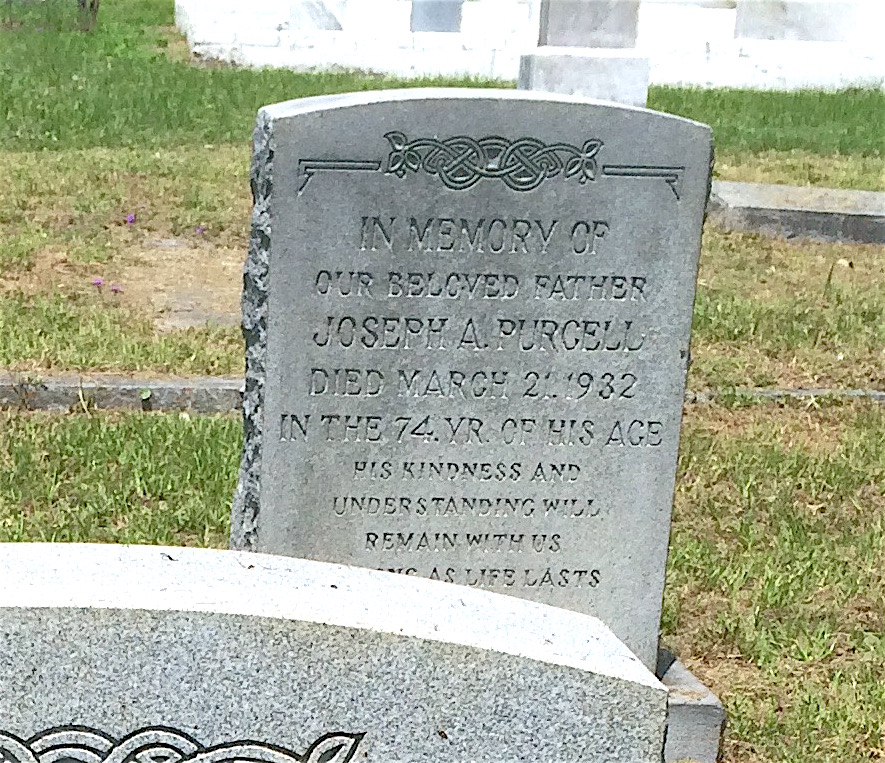 IN MEMORY OF
OUR BELOVED FATHER
JOSEPH A. PURCELL
DIED MARCH 21. 1932
IN THE 74. YR. OF HIS AGE
HIS KINDNESS AND
UNDERSTANDING WILL
REMAIN WITH US
AS LIFE LASTS